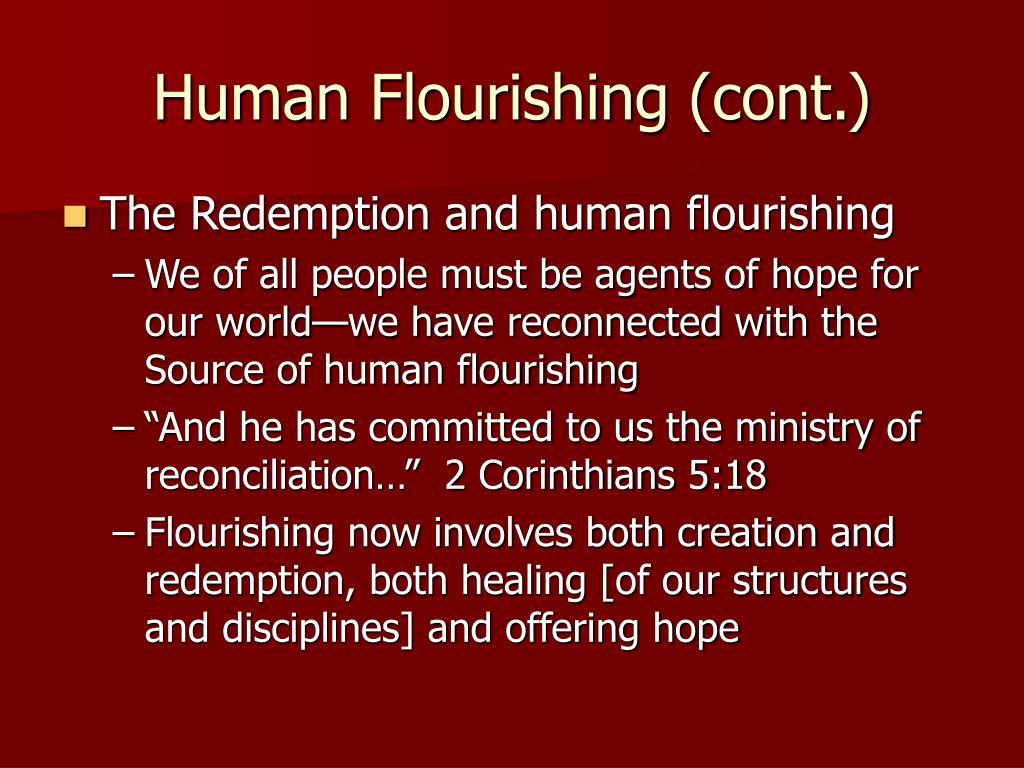 Human Flourishing (cont.)
The Redemption and human flourishing
– We of all people must be agents of hope for
our world—we have reconnected with the
Source of human flourishing
– “And he has committed to us the ministry of
reconciliation…”  2 Corinthians 5:18
– Flourishing now involves both creation and
redemption, both healing [of our structures
and disciplines] and offering hope